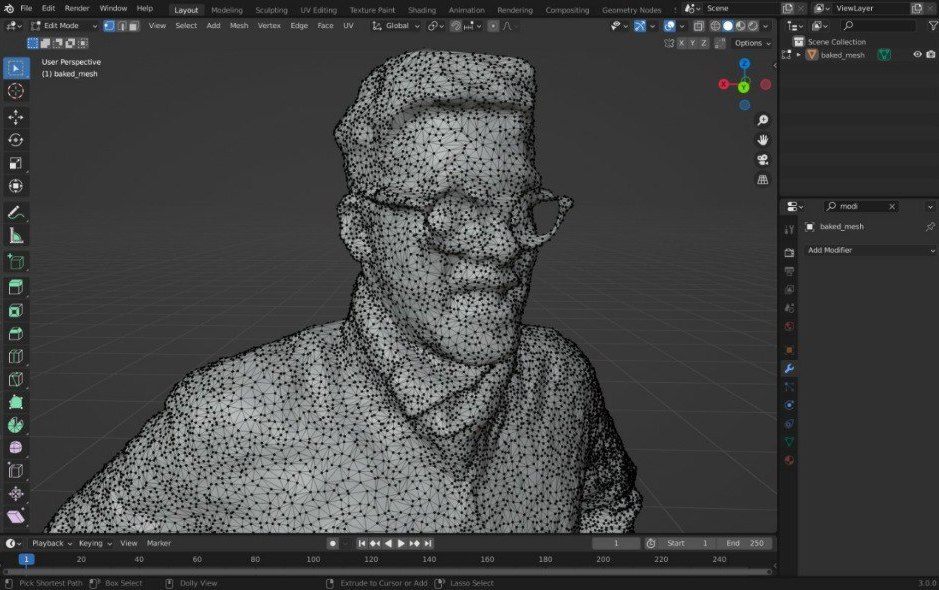 File Edit Render Window Help Layout Modeling Sculpting UV Editing Texture Paint Shading Animation Rendering Compositing Geometry Nodes Scene ViewLayer
Edit Mode View Select Add Mesh Vertex Edge Face UV Global
X Y Z Options
User Perspective
(1) baked_mesh
Z
X
Y
Scene Collection
baked_mesh
modi
baked_mesh
Add Modifier
Playback Keying View Marker 1 Start 1 End 250
1 20 40 60 80 100 120 140 160 180 200 220 240
Pick Shortest Path Box Select Dolly View Extrude to Cursor or Add Lasso Select 3.0.0